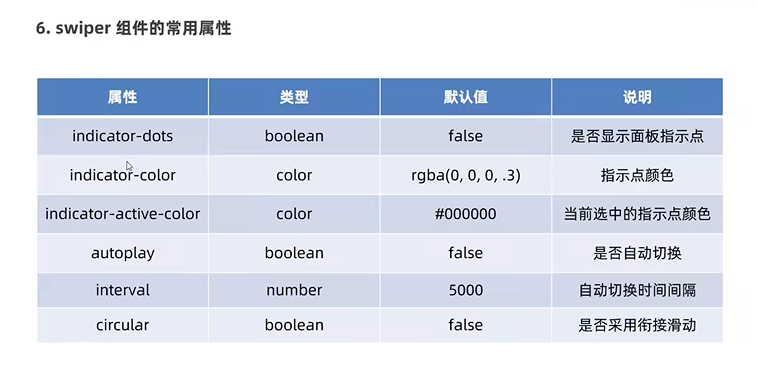 6. swiper 组件的常用属性
属性 类型 默认值 说明
indicator-dots boolean false 是否显示面板指示点
indicator-color color rgba(0, 0, 0, .3) 指示点颜色
indicator-active-color color #000000 当前选中的指示点颜色
autoplay boolean false 是否自动切换
interval number 5000 自动切换时间间隔
circular boolean false 是否采用衔接滑动